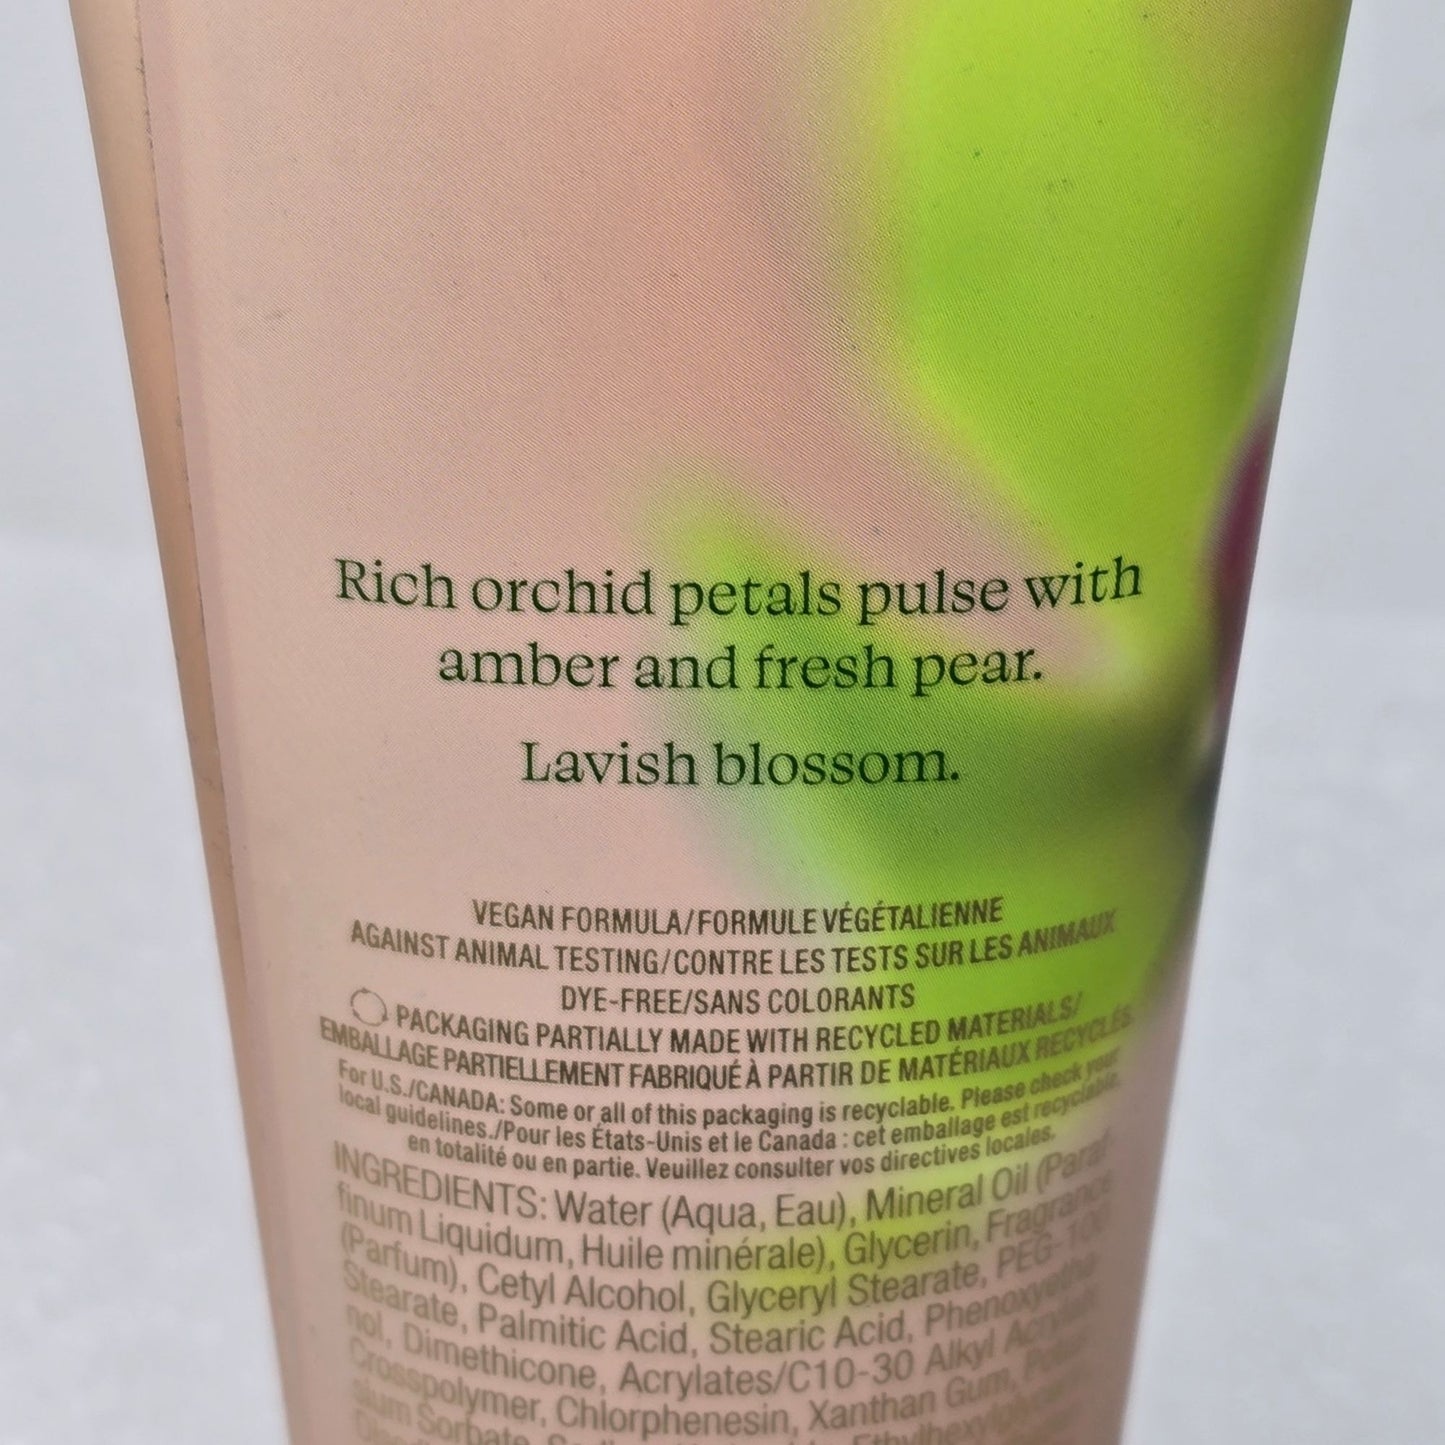 Rich orchid petals pulse with
amber and fresh pear.
Lavish blossom.
VEGAN FORMULA/FORMULE VÉGÉTALIENNE
AGAINST ANIMAL TESTING/CONTRE LES TESTS SUR LES ANIMAUX
DYE-FREE/SANS COLORANTS
PACKAGING PARTIALLY MADE WITH RECYCLED MATERIALS/
EMBALLAGE PARTIELLEMENT FABRIQUÉ À PARTIR DE MATÉRIAUX RECYCLÉS
For U.S./CANADA: Some or all of this packaging is recyclable. Please check your
local guidelines./Pour les États-Unis et le Canada : cet emballage est recyclable
en totalité ou en partie. Veuillez consulter vos directives locales.
INGREDIENTS: Water (Aqua, Eau), Mineral Oil (Paraf-
finum Liquidum, Huile minérale), Glycerin, Fragrance
(Parfum), Cetyl Alcohol, Glyceryl Stearate, PEG-100
Stearate, Palmitic Acid, Stearic Acid, Phenoxyetha-
nol, Dimethicone, Acrylates/C10-30 Alkyl Acrylate
Crosspolymer, Chlorphenesin, Xanthan Gum, Potas-
sium Sorbate,